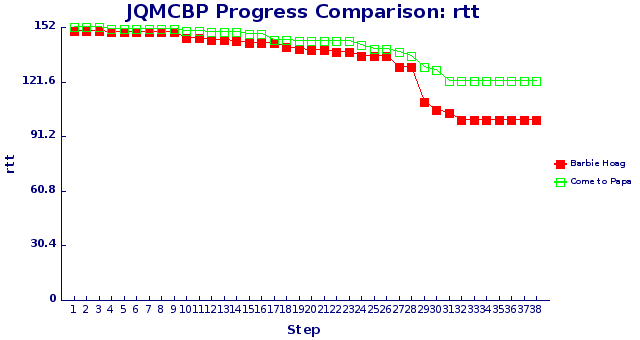 JQMCBP Progress Comparison: rtt
152
121.6
91.2
60.8
30.4
0
rtt
1 2 3 4 5 6 7 8 9 10 11 12 13 14 15 16 17 18 19 20 21 22 23 24 25 26 27 28 29 30 31 32 33 34 35 36 37 38
Step
Barbie Hoag
Come to Papa